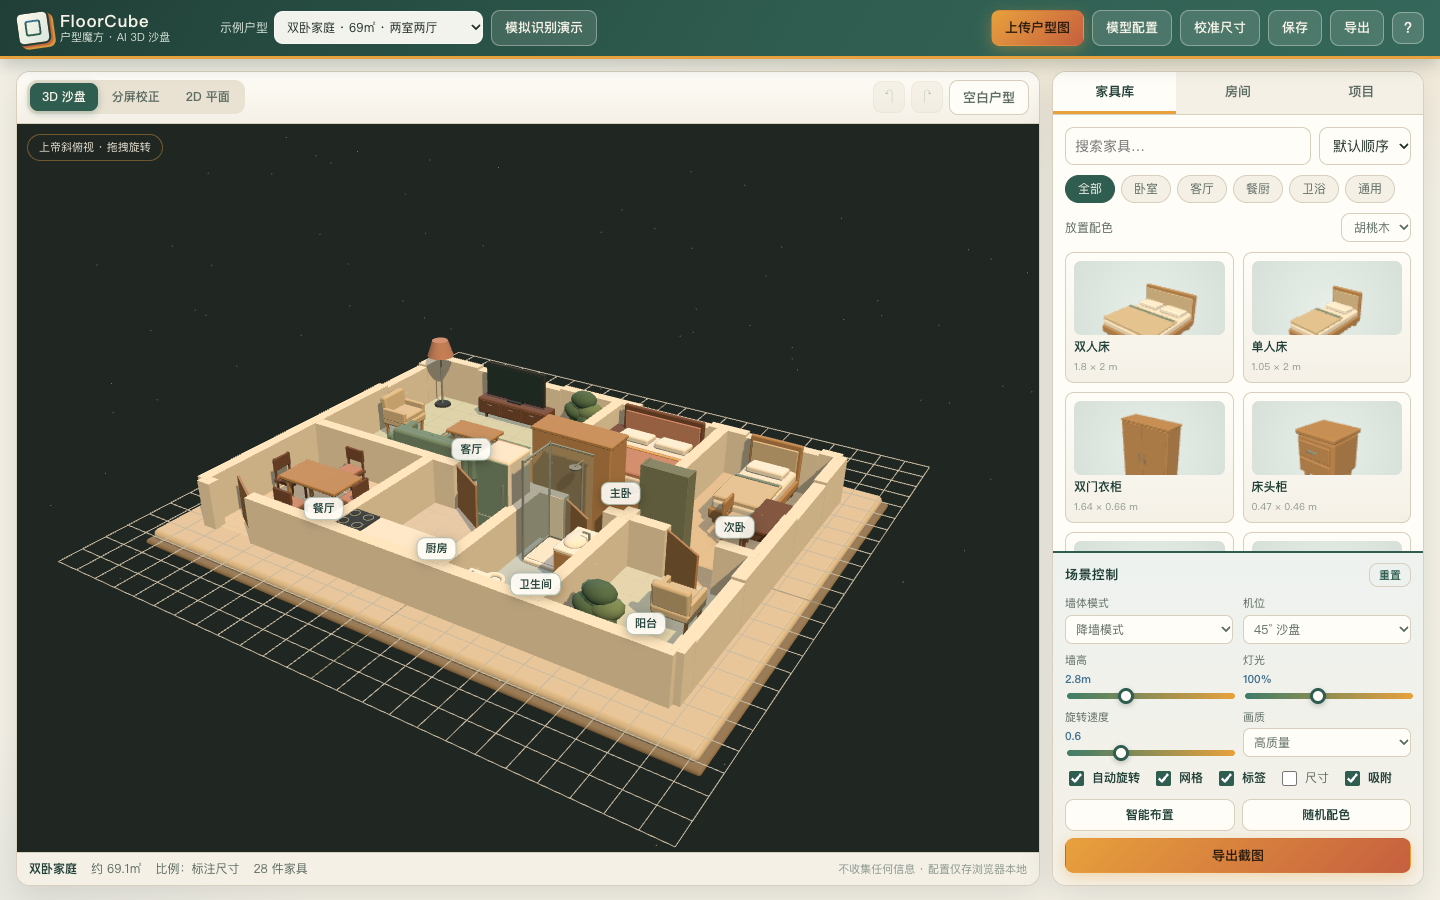 FloorCube
户型魔方 · AI 3D 沙盘
示例户型
双卧家庭 · 69㎡ · 两室两厅
模拟识别演示
上传户型图
模型配置
校准尺寸
保存
导出
?
3D 沙盘
分屏校正
2D 平面
空白户型
上帝斜俯视 · 拖拽旋转
客厅
餐厅
主卧
次卧
厨房
卫生间
阳台
双卧家庭
约 69.1㎡
比例：标注尺寸
28 件家具
不收集任何信息 · 配置仅存浏览器本地
家具库
房间
项目
搜索家具...
默认顺序
全部
卧室
客厅
餐厨
卫浴
通用
放置配色
胡桃木
双人床
1.8 × 2 m
单人床
1.05 × 2 m
双门衣柜
1.64 × 0.66 m
床头柜
0.47 × 0.46 m
场景控制
重置
墙体模式
机位
降墙模式
45° 沙盘
墙高
灯光
2.8m
100%
旋转速度
画质
0.6
高质量
自动旋转
网格
标签
尺寸
吸附
智能布置
随机配色
导出截图